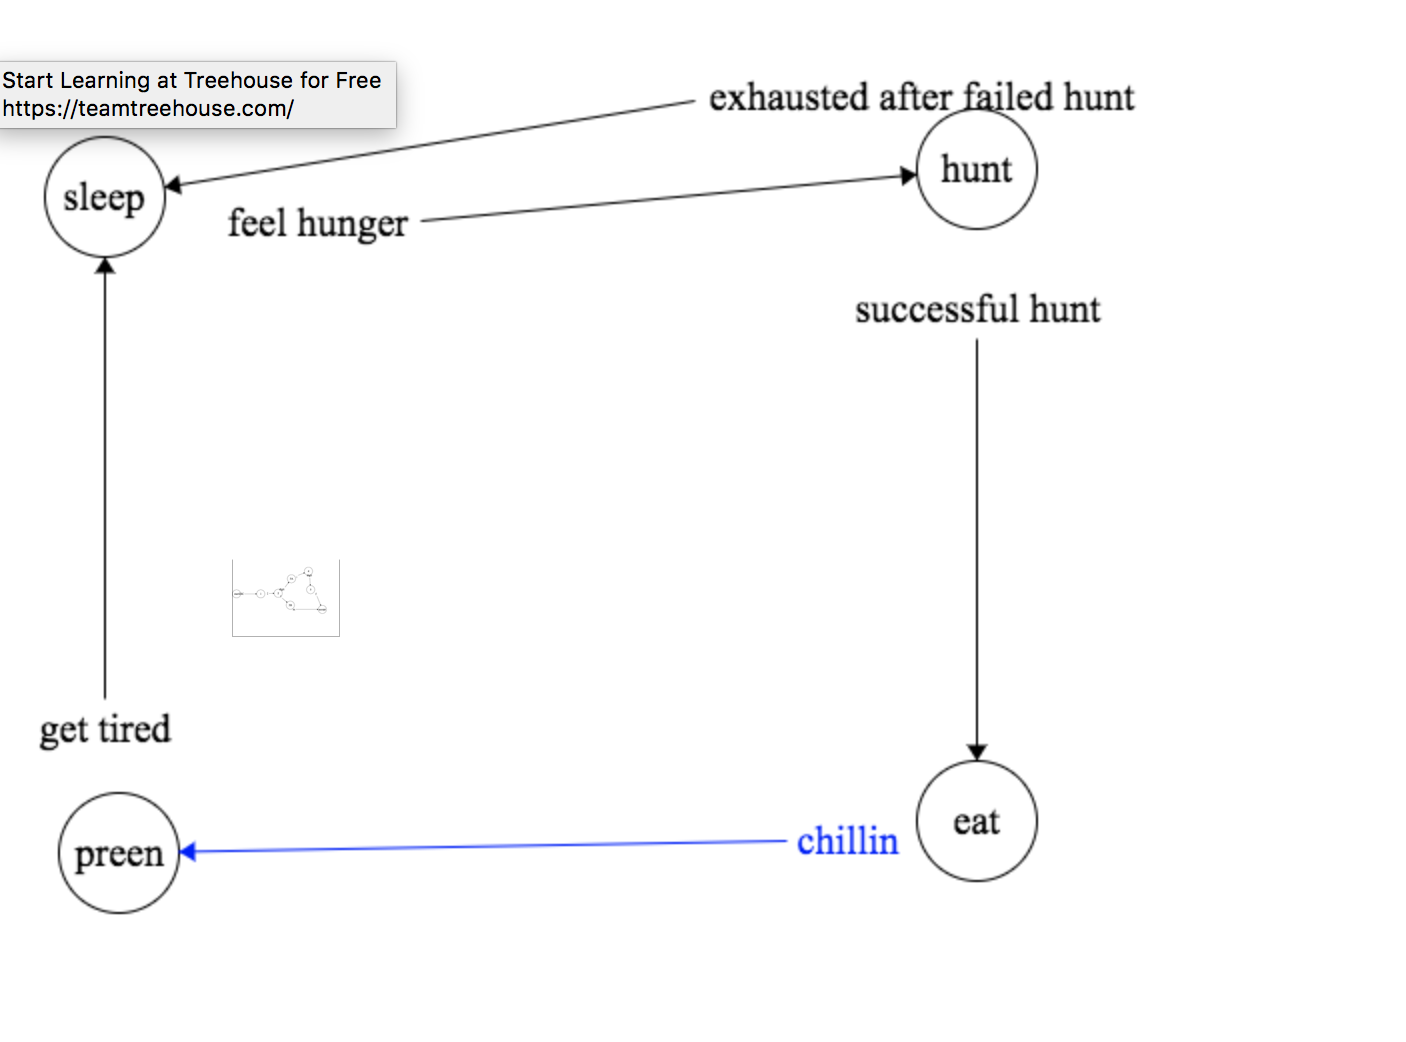 Start Learning at Treehouse for Free
https://teamtreehouse.com/
exhausted after failed hunt
hunt
sleep
feel hunger
successful hunt
get tired
preen
chillin
eat